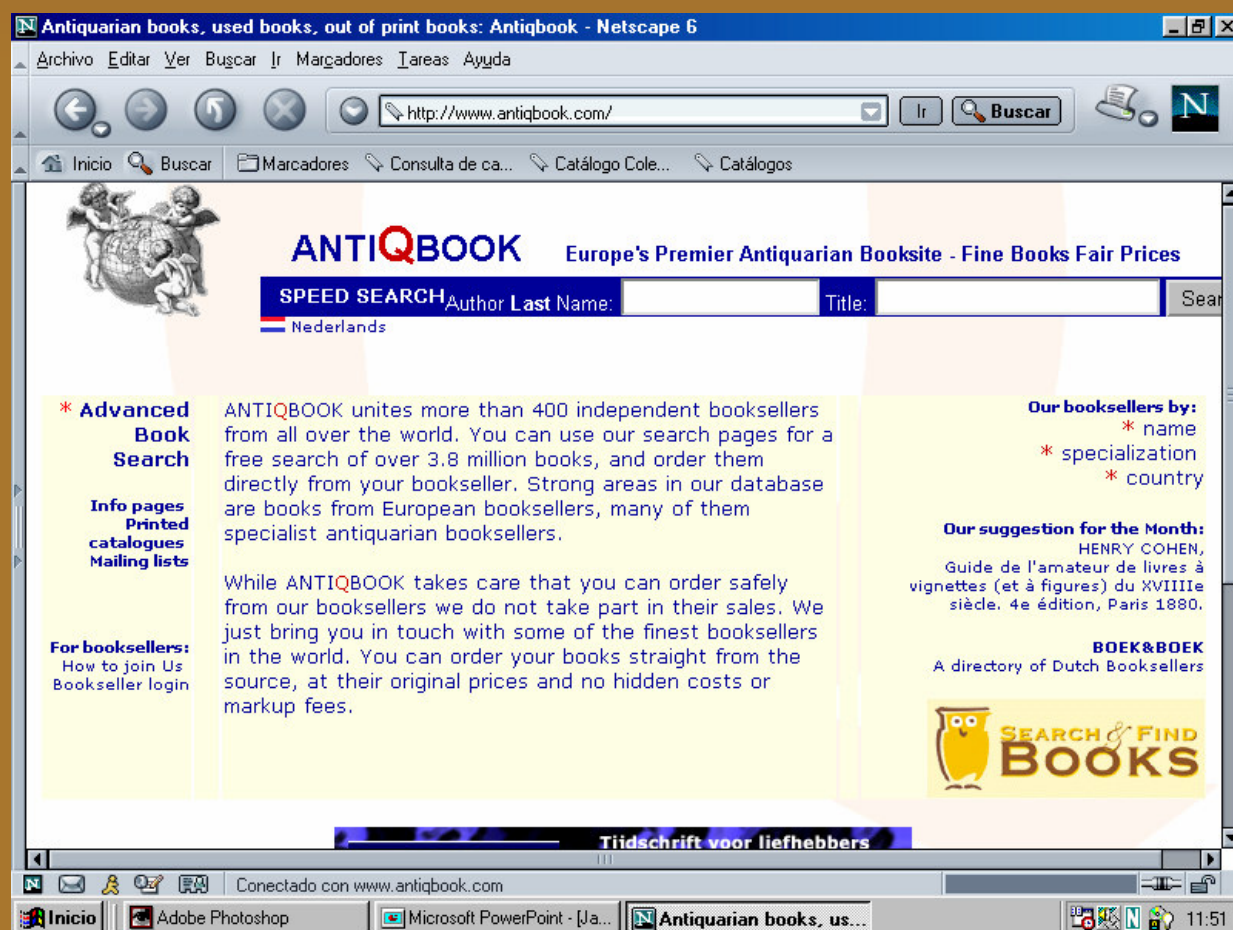 Antiquarian books, used books, out of print books: Antiqbook - Netscape 6
Archivo Editar Ver Buscar Ir Marcadores Tareas Ayuda
http://www.antiqbook.com/ Ir Buscar
Inicio Buscar Marcadores Consulta de ca... Catálogo Cole... Catálogos
ANTIQBOOK Europe's Premier Antiquarian Booksite - Fine Books Fair Prices
SPEED SEARCH Author Last Name: Title: Sear
Nederlands
* Advanced
Book
Search
Info pages
Printed
catalogues
Mailing lists
For booksellers:
How to join Us
Bookseller login
ANTIQBOOK unites more than 400 independent booksellers
from all over the world. You can use our search pages for a
free search of over 3.8 million books, and order them
directly from your bookseller. Strong areas in our database
are books from European booksellers, many of them
specialist antiquarian booksellers.
While ANTIQBOOK takes care that you can order safely
from our booksellers we do not take part in their sales. We
just bring you in touch with some of the finest booksellers
in the world. You can order your books straight from the
source, at their original prices and no hidden costs or
markup fees.
Our booksellers by:
* name
* specialization
* country
Our suggestion for the Month:
HENRY COHEN,
Guide de l'amateur de livres à
vignettes (et à figures) du XVIIIIe
siècle. 4e édition, Paris 1880.
BOEK&BOEK
A directory of Dutch Booksellers
SEARCH & FIND
BOOKS
Tijdschrift voor liefhebbers
Conectado con www.antiqbook.com
Inicio Adobe Photoshop Microsoft PowerPoint - [Ja... Antiquarian books, us... 11:51